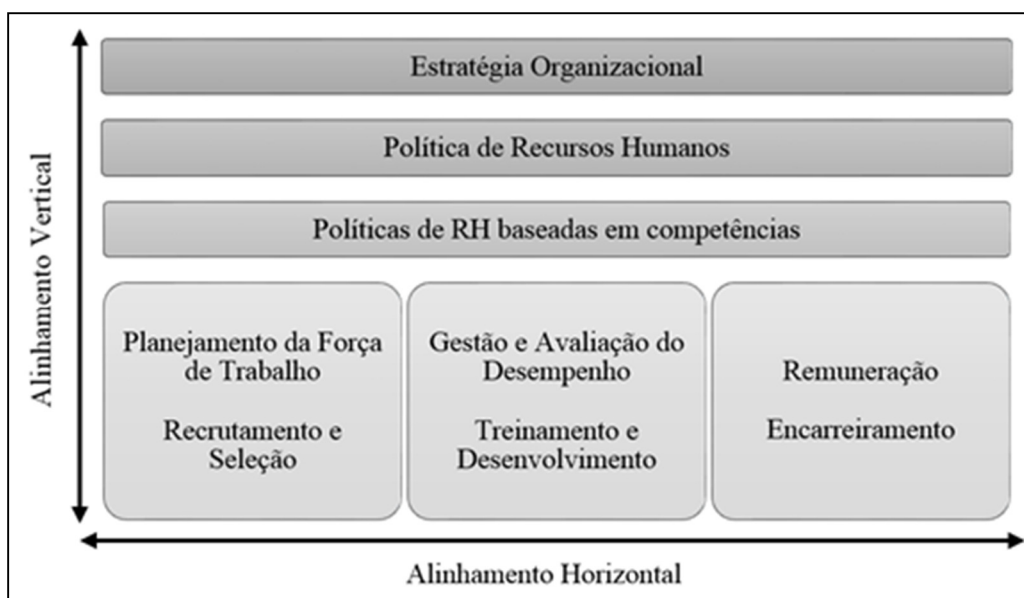 Estratégia Organizacional
Política de Recursos Humanos
Políticas de RH baseadas em competências
Alinhamento Vertical
Planejamento da Força
de Trabalho
Recrutamento e
Seleção
Gestão e Avaliação do
Desempenho
Treinamento e
Desenvolvimento
Remuneração
Encarreiramento
Alinhamento Horizontal